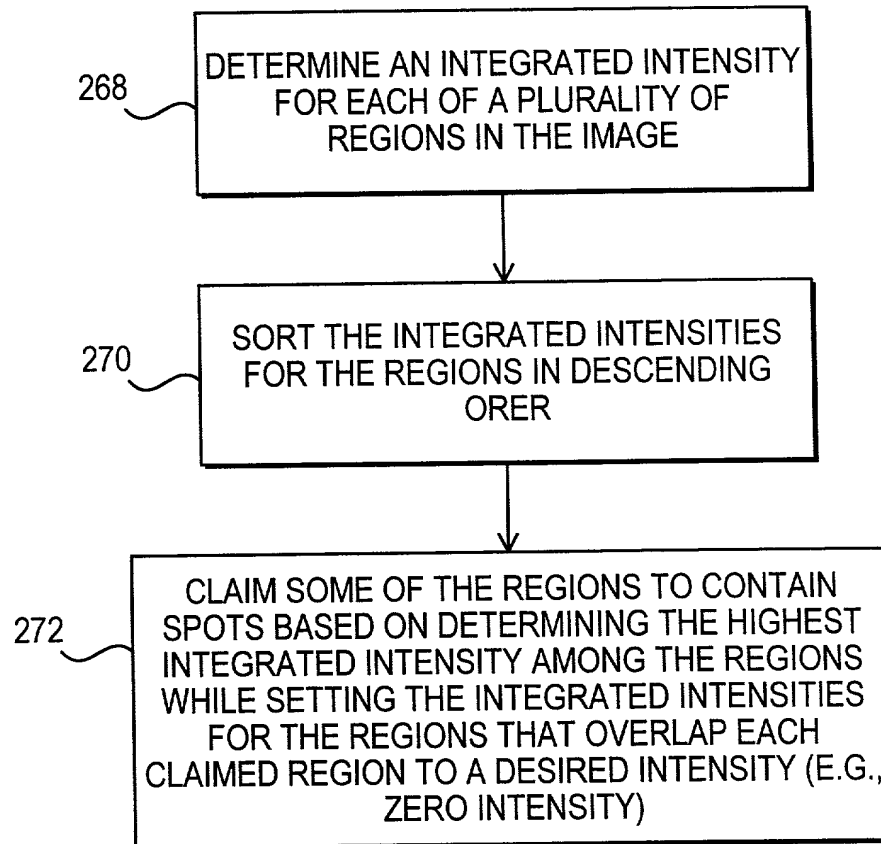 268
DETERMINE AN INTEGRATED INTENSITY
FOR EACH OF A PLURALITY OF
REGIONS IN THE IMAGE
270
SORT THE INTEGRATED INTENSITIES
FOR THE REGIONS IN DESCENDING
ORER
272
CLAIM SOME OF THE REGIONS TO CONTAIN
SPOTS BASED ON DETERMINING THE HIGHEST
INTEGRATED INTENSITY AMONG THE REGIONS
WHILE SETTING THE INTEGRATED INTENSITIES
FOR THE REGIONS THAT OVERLAP EACH
CLAIMED REGION TO A DESIRED INTENSITY (E.G.,
ZERO INTENSITY)